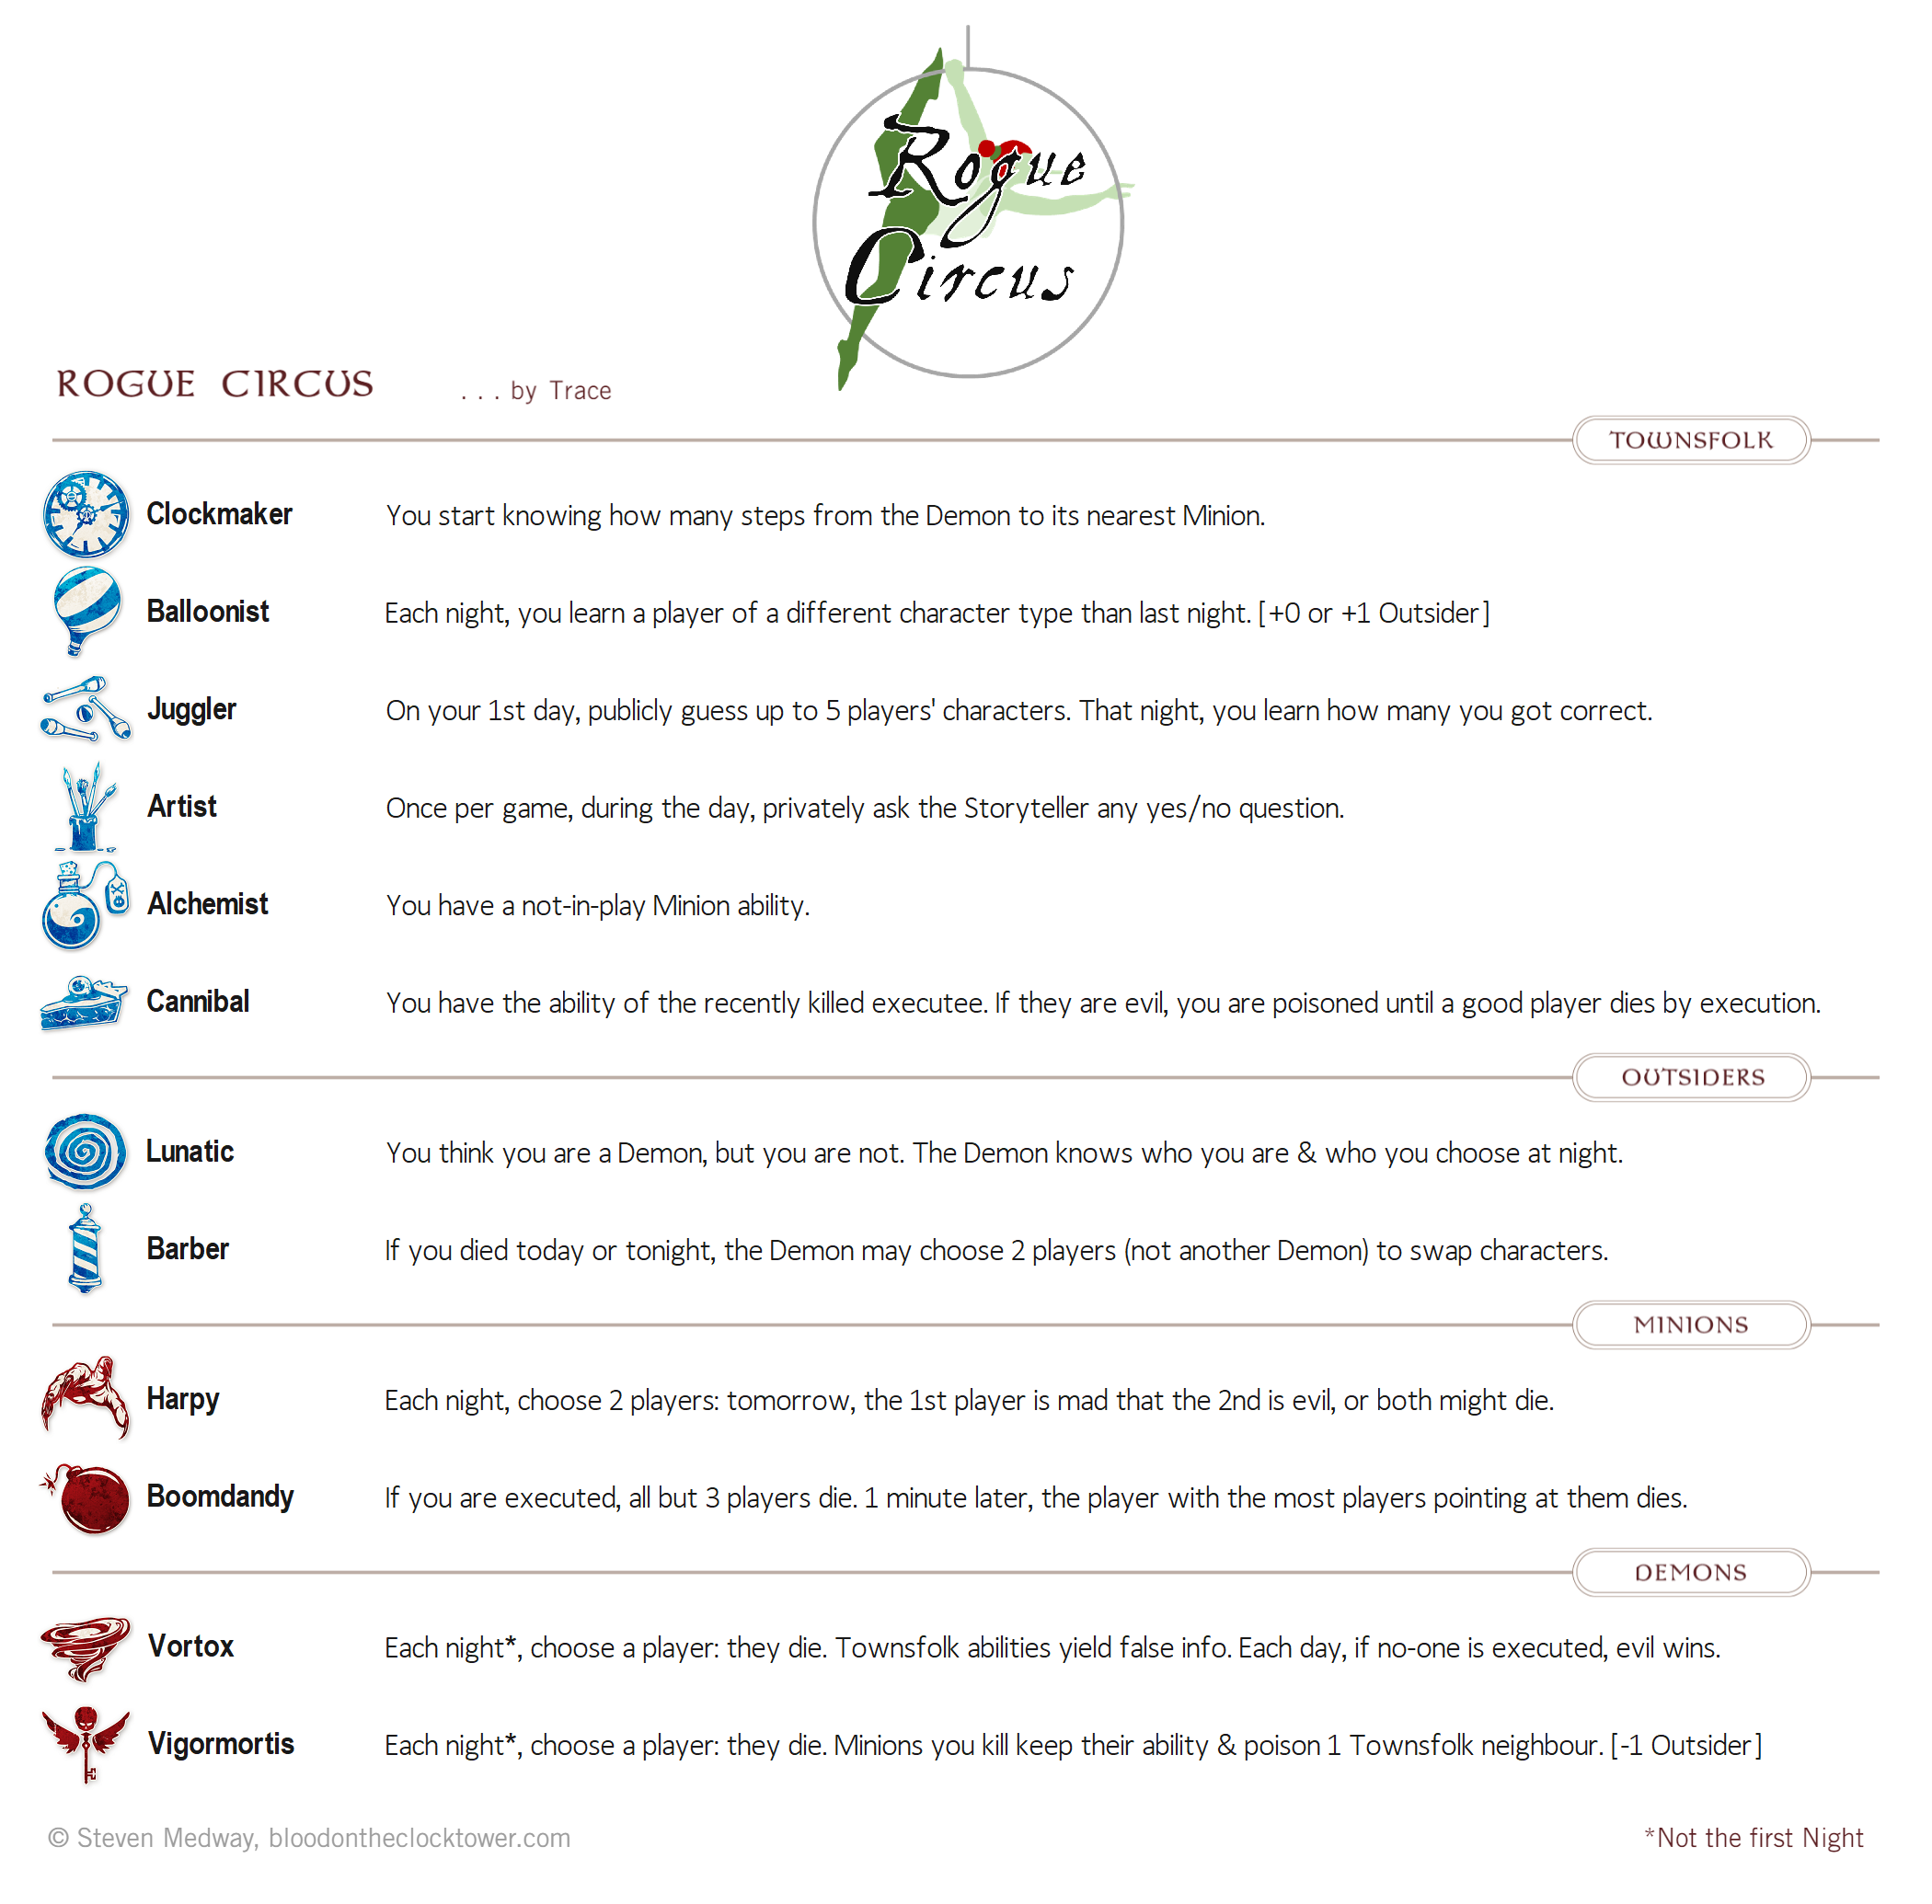 Rogue
Circus
ROGUE CIRCUS . . . by Trace
TOWNSFOLK
Clockmaker You start knowing how many steps from the Demon to its nearest Minion.
Balloonist Each night, you learn a player of a different character type than last night. [+0 or +1 Outsider]
Juggler On your 1st day, publicly guess up to 5 players' characters. That night, you learn how many you got correct.
Artist Once per game, during the day, privately ask the Storyteller any yes/no question.
Alchemist You have a not-in-play Minion ability.
Cannibal You have the ability of the recently killed executee. If they are evil, you are poisoned until a good player dies by execution.
OUTSIDERS
Lunatic You think you are a Demon, but you are not. The Demon knows who you are & who you choose at night.
Barber If you died today or tonight, the Demon may choose 2 players (not another Demon) to swap characters.
MINIONS
Harpy Each night, choose 2 players: tomorrow, the 1st player is mad that the 2nd is evil, or both might die.
Boomdandy If you are executed, all but 3 players die. 1 minute later, the player with the most players pointing at them dies.
DEMONS
Vortox Each night*, choose a player: they die. Townsfolk abilities yield false info. Each day, if no-one is executed, evil wins.
Vigormortis Each night*, choose a player: they die. Minions you kill keep their ability & poison 1 Townsfolk neighbour. [-1 Outsider]
© Steven Medway, bloodontheclocktower.com *Not the first Night